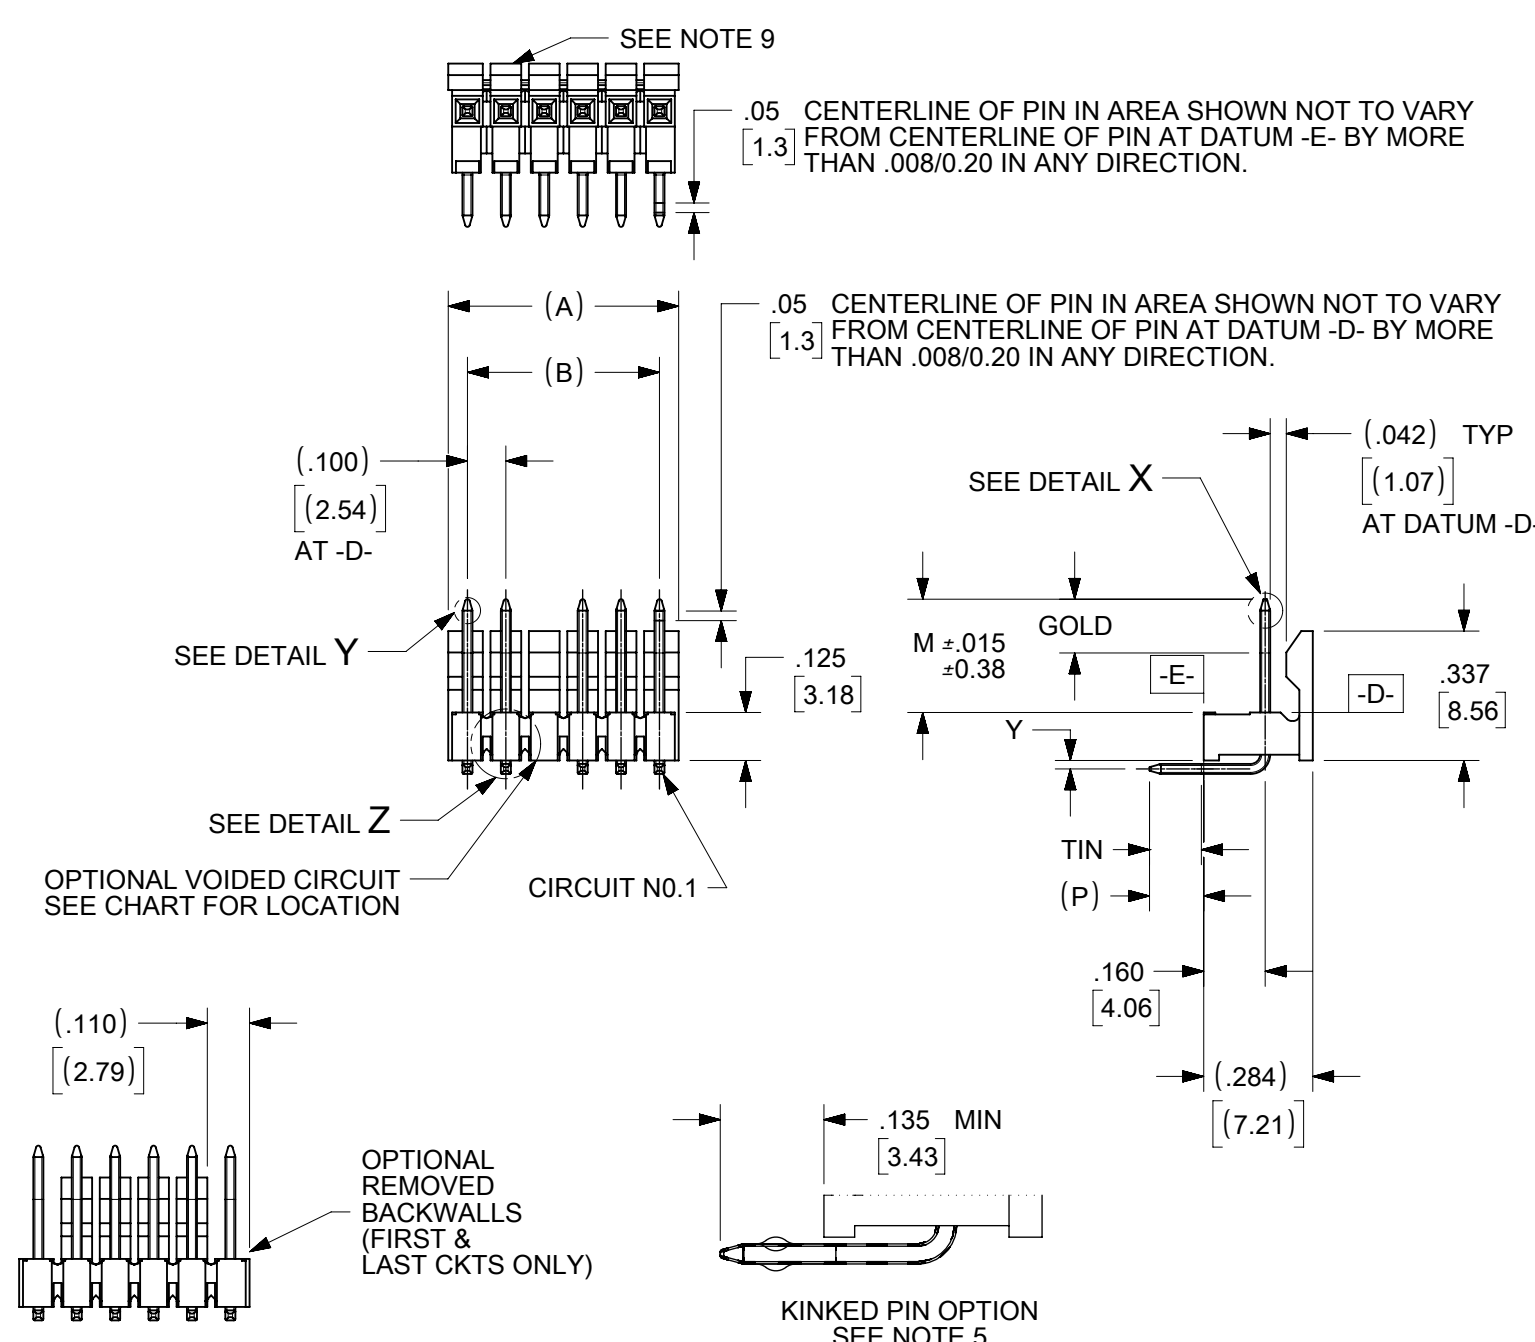 SEE NOTE 9
.05 CENTERLINE OF PIN IN AREA SHOWN NOT TO VARY
[1.3] FROM CENTERLINE OF PIN AT DATUM -E- BY MORE
THAN .008/0.20 IN ANY DIRECTION.
(A)
.05 CENTERLINE OF PIN IN AREA SHOWN NOT TO VARY
[1.3] FROM CENTERLINE OF PIN AT DATUM -D- BY MORE
THAN .008/0.20 IN ANY DIRECTION.
(B)
(.100)
[(2.54)]
AT -D-
(.042) TYP
[(1.07)]
AT DATUM -D-
SEE DETAIL X
SEE DETAIL Y
.125
[3.18]
M ±.015
±0.38
GOLD
-E-
-D-
.337
[8.56]
Y
SEE DETAIL Z
OPTIONAL VOIDED CIRCUIT
SEE CHART FOR LOCATION
CIRCUIT N0.1
TIN
(P)
.160
[4.06]
(.284)
[(7.21)]
(.110)
[(2.79)]
OPTIONAL
REMOVED
BACKWALLS
(FIRST &
LAST CKTS ONLY)
.135 MIN
[3.43]
KINKED PIN OPTION
SEE NOTE 5